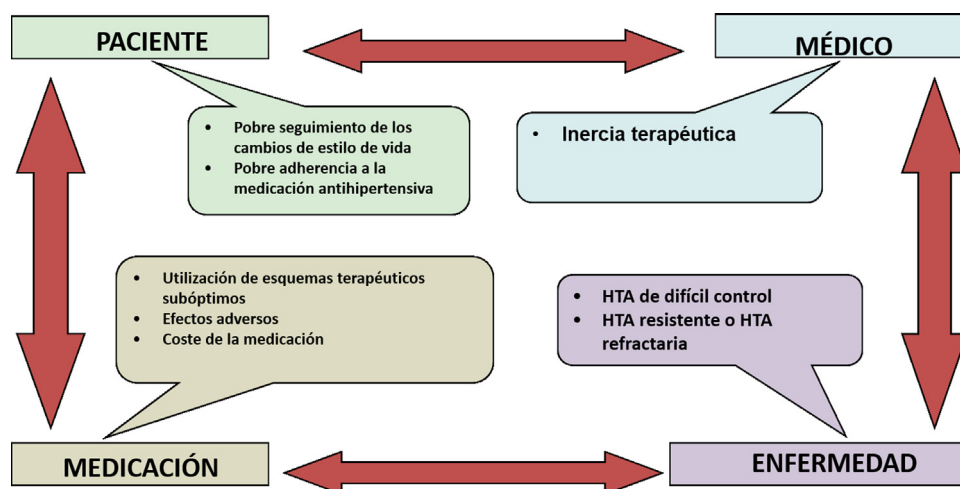 PACIENTE
MÉDICO
• Pobre seguimiento de los
cambios de estilo de vida
• Pobre adherencia a la
medicación antihipertensiva
• Inercia terapéutica
• Utilización de esquemas terapéuticos
subóptimos
• Efectos adversos
• Coste de la medicación
• HTA de difícil control
• HTA resistente o HTA
refractaria
MEDICACIÓN
ENFERMEDAD